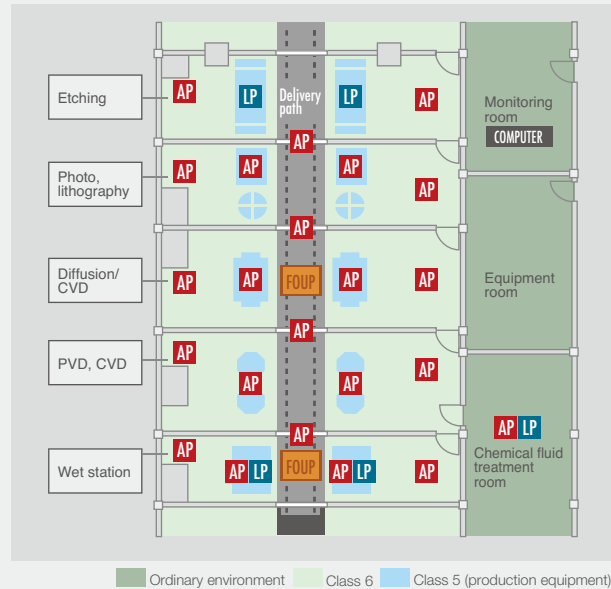 Etching
AP
LP
Delivery
path
LP
AP
Monitoring
room
COMPUTER
AP
Photo,
lithography
AP
AP
AP
AP
AP
Diffusion/
CVD
AP
AP
FOUP
AP
AP
Equipment
room
AP
PVD, CVD
AP
AP
AP
AP
AP
Wet station
AP
AP LP
FOUP
AP LP
AP
AP LP
Chemical fluid
treatment
room
Ordinary environment
Class 6
Class 5 (production equipment)